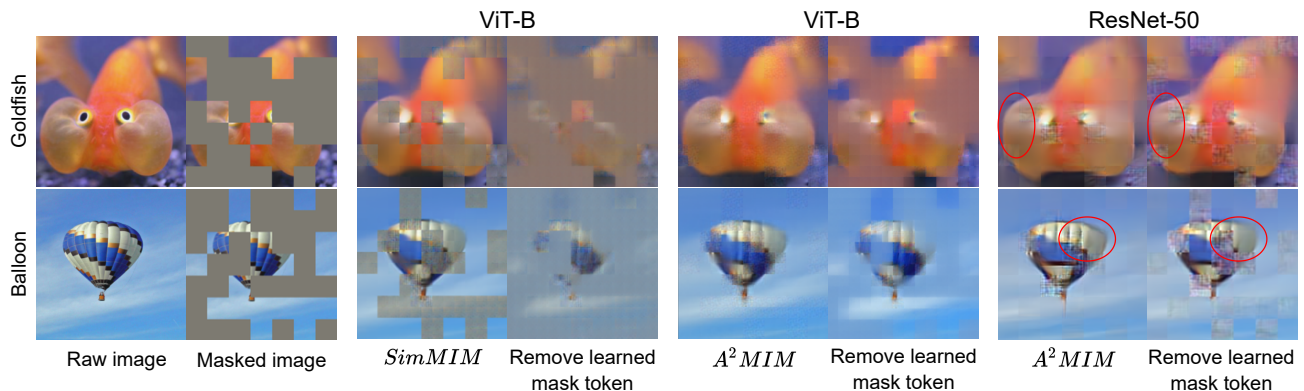 ViT-B
ViT-B
ResNet-50
Goldfish
Balloon
Raw image
Masked image
SimMIM
Remove learned
mask token
A²MIM
Remove learned
mask token
A²MIM
Remove learned
mask token